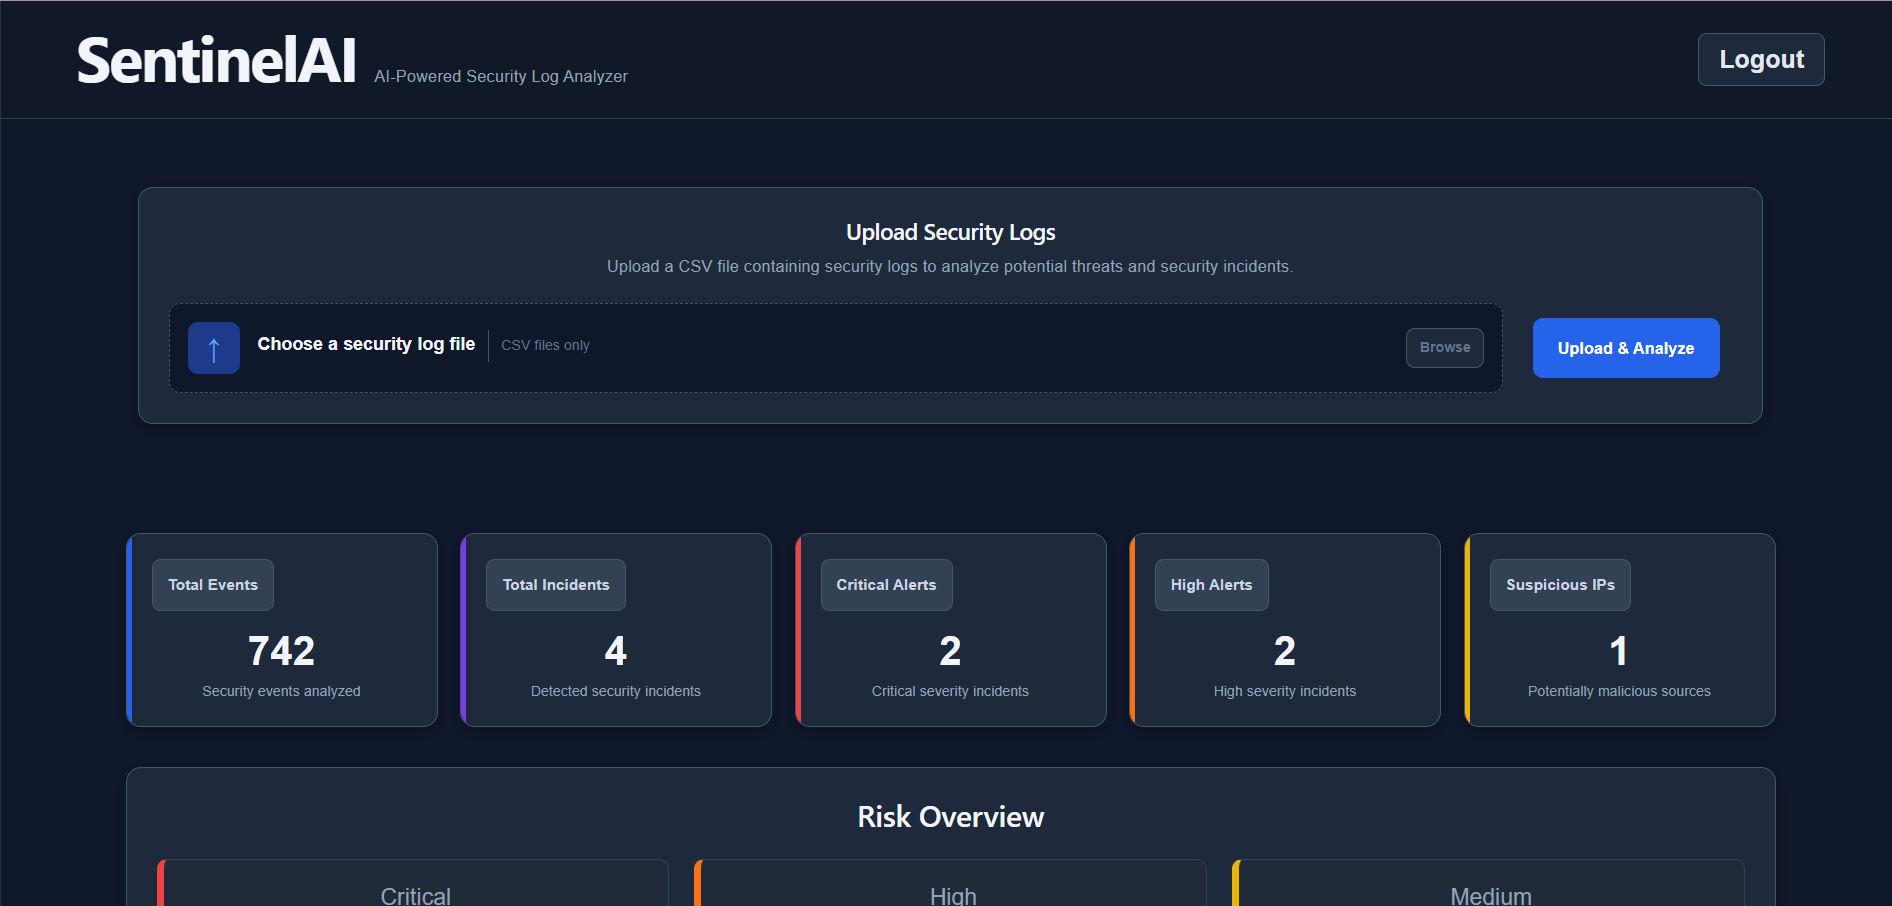 SentinelAI AI-Powered Security Log Analyzer Logout
Upload Security Logs
Upload a CSV file containing security logs to analyze potential threats and security incidents.
↑ Choose a security log file CSV files only Browse Upload & Analyze
Total Events
742
Security events analyzed
Total Incidents
4
Detected security incidents
Critical Alerts
2
Critical severity incidents
High Alerts
2
High severity incidents
Suspicious IPs
1
Potentially malicious sources
Risk Overview
Critical High Medium